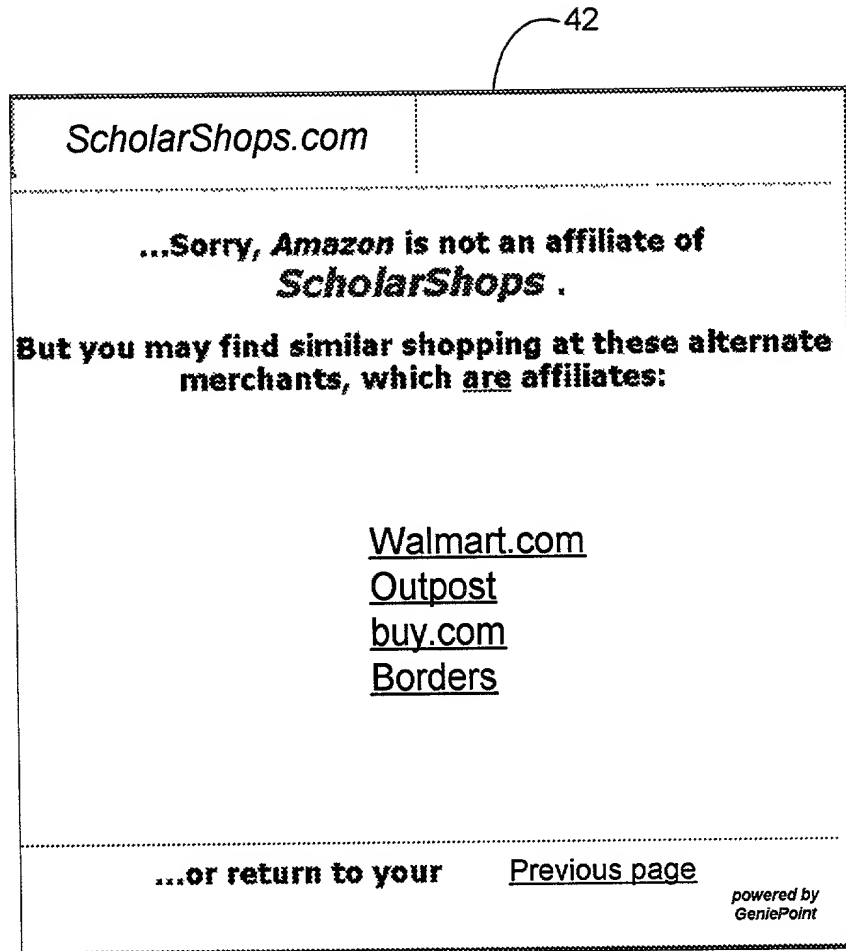 42
ScholarShops.com
...Sorry, Amazon is not an affiliate of
ScholarShops .
But you may find similar shopping at these alternate
merchants, which are affiliates:
Walmart.com
Outpost
buy.com
Borders
...or return to your Previous page
powered by
GeniePoint